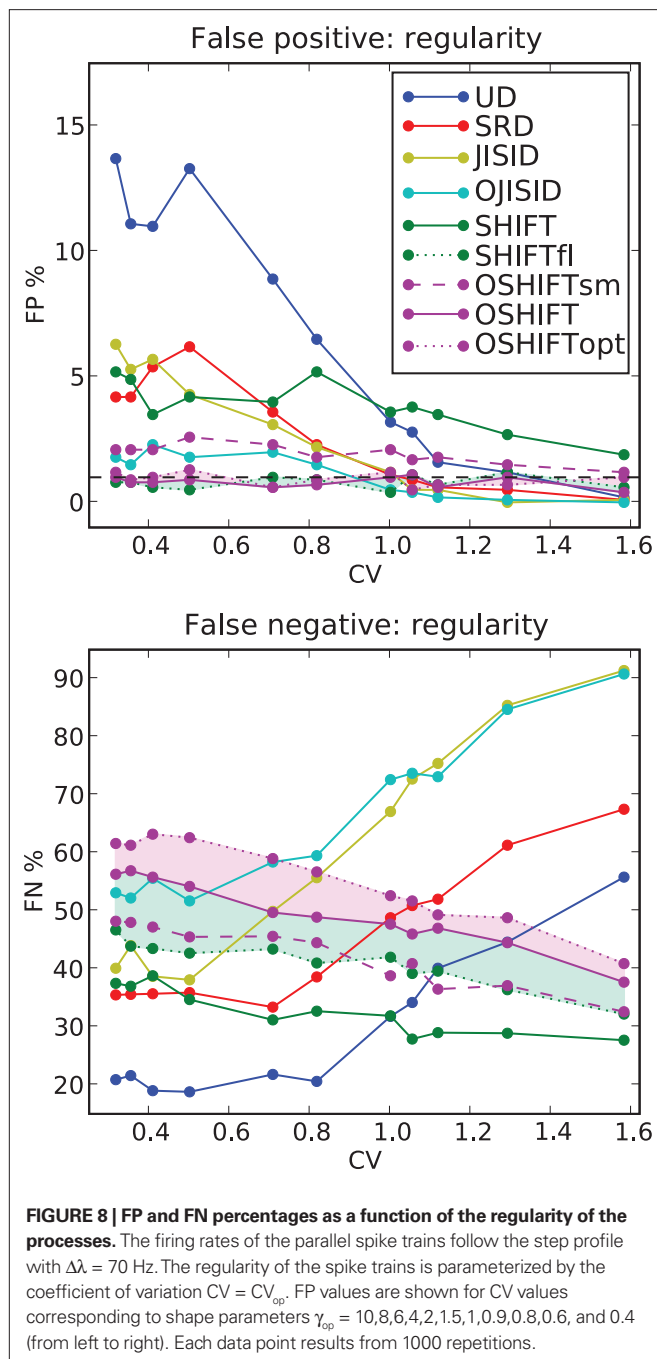 False positive: regularity
15
10
5
0
FP %
UD
SRD
JISID
OJISID
SHIFT
SHIFTfl
OSHIFTsm
OSHIFT
OSHIFTopt
0.4 0.6 0.8 1.0 1.2 1.4 1.6
CV
False negative: regularity
90
80
70
60
50
40
30
20
FN %
0.4 0.6 0.8 1.0 1.2 1.4 1.6
CV
FIGURE 8 | FP and FN percentages as a function of the regularity of the
processes. The firing rates of the parallel spike trains follow the step profile
with Δλ = 70 Hz. The regularity of the spike trains is parameterized by the
coefficient of variation CV = CVop. FP values are shown for CV values
corresponding to shape parameters γop = 10,8,6,4,2,1.5,1,0.9,0.8,0.6, and 0.4
(from left to right). Each data point results from 1000 repetitions.